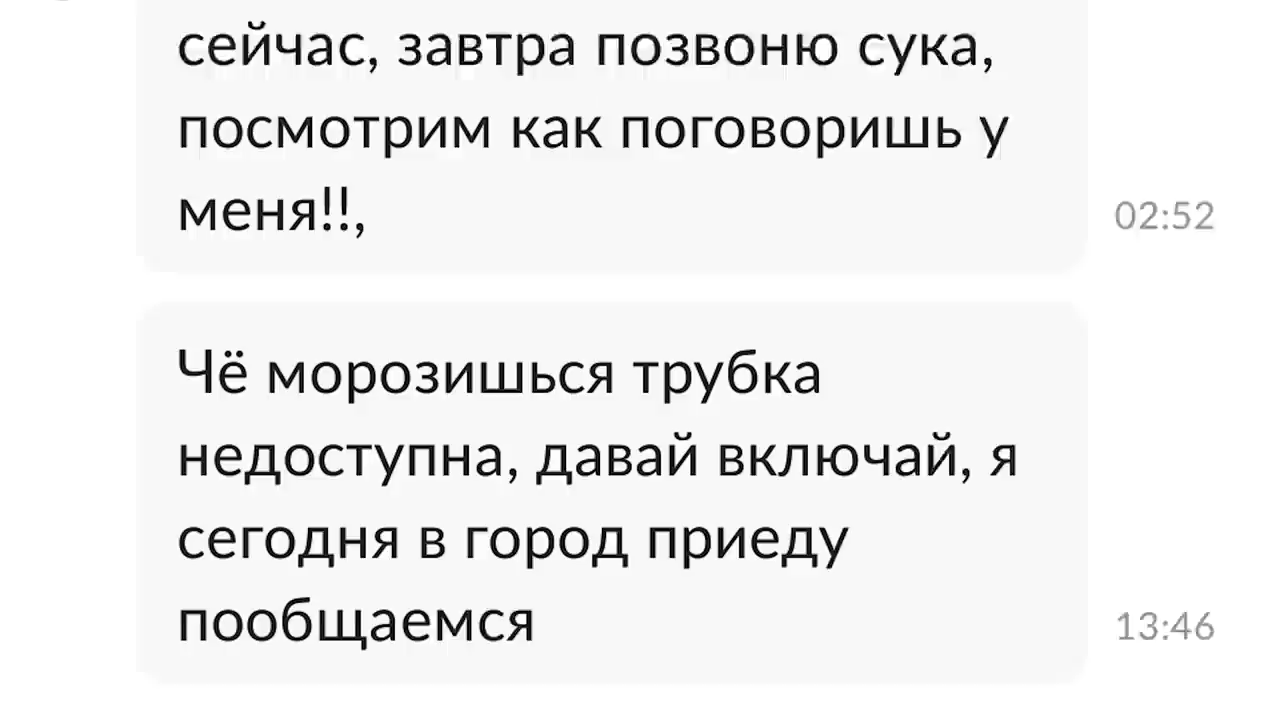 сейчас, завтра позвоню сука,
посмотрим как поговоришь у
меня!!,
02:52
Чё морозишься трубка
недоступна, давай включай, я
сегодня в город приеду
пообщаемся
13:46